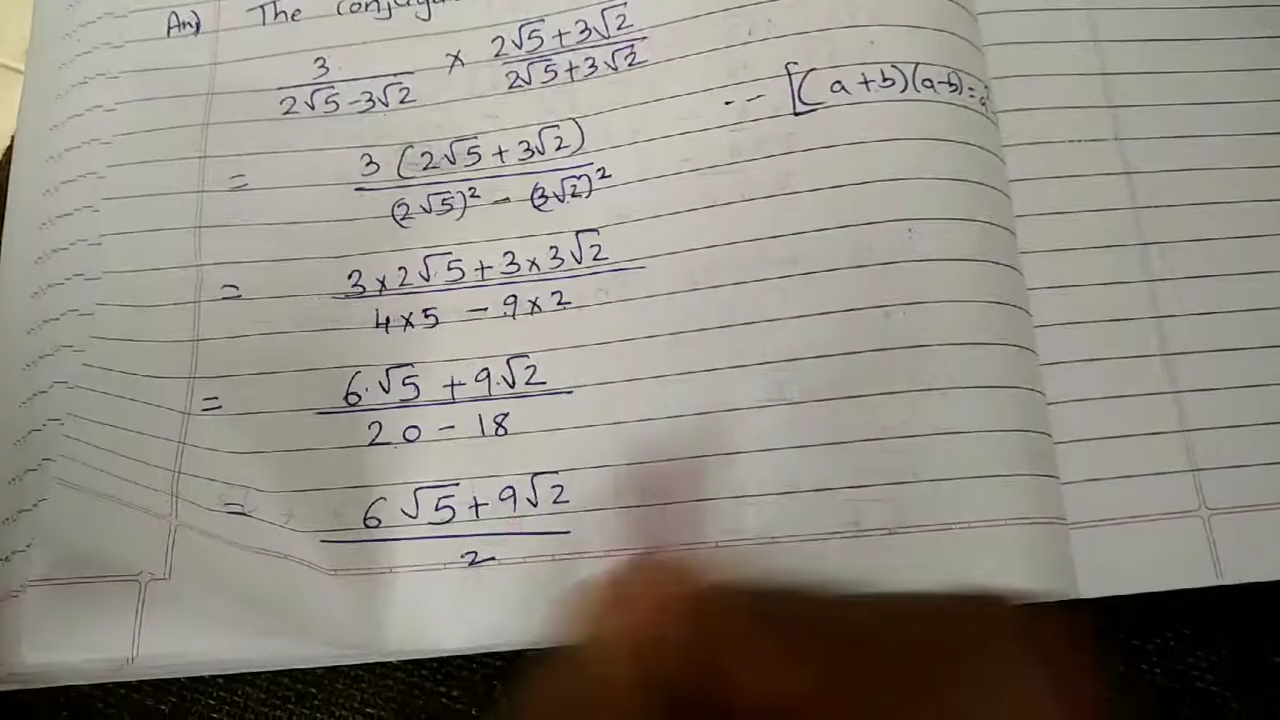 An) The
3 / 2√5-3√2 × 2√5+3√2 / 2√5+3√2
-- [(a+b)(a-b)=a²
= 3(2√5+3√2) / (2√5)² - (3√2)²
= 3×2√5+3×3√2 / 4×5 - 9×2
= 6.√5 +9.√2 / 20-18
= 6√5+9√2 / 2